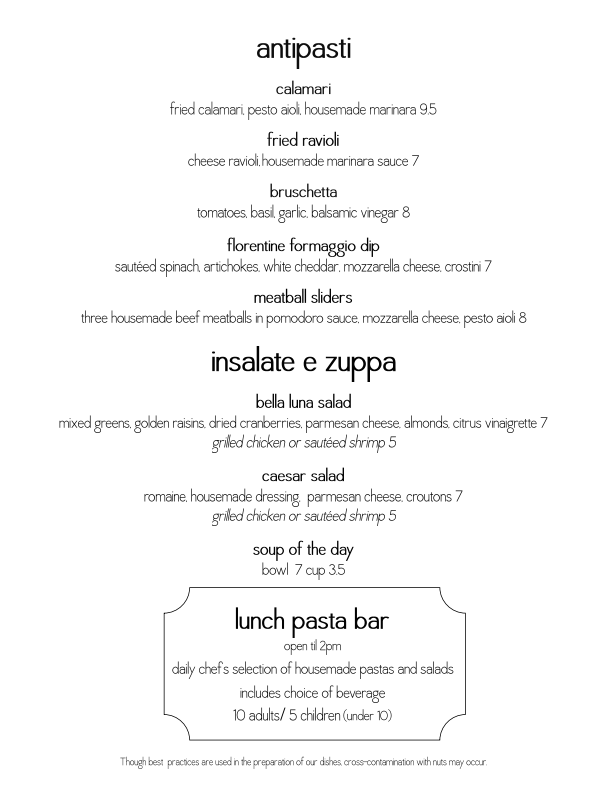 antipasti
calamari
fried calamari, pesto aioli, housemade marinara 9.5
fried ravioli
cheese ravioli,housemade marinara sauce 7
bruschetta
tomatoes, basil, garlic, balsamic vinegar 8
florentine formaggio dip
sautéed spinach, artichokes, white cheddar, mozzarella cheese, crostini 7
meatball sliders
three housemade beef meatballs in pomodoro sauce, mozzarella cheese, pesto aioli 8
insalate e zuppa
bella luna salad
mixed greens, golden raisins, dried cranberries, parmesan cheese, almonds, citrus vinaigrette 7
grilled chicken or sautéed shrimp 5
caesar salad
romaine, housemade dressing,  parmesan cheese, croutons 7
grilled chicken or sautéed shrimp 5
soup of the day
bowl  7 cup 3.5
lunch pasta bar
open til 2pm
daily chef's selection of housemade pastas and salads
includes choice of beverage
10 adults/ 5 children (under 10)
Though best  practices are used in the preparation of our dishes, cross-contamination with nuts may occur.